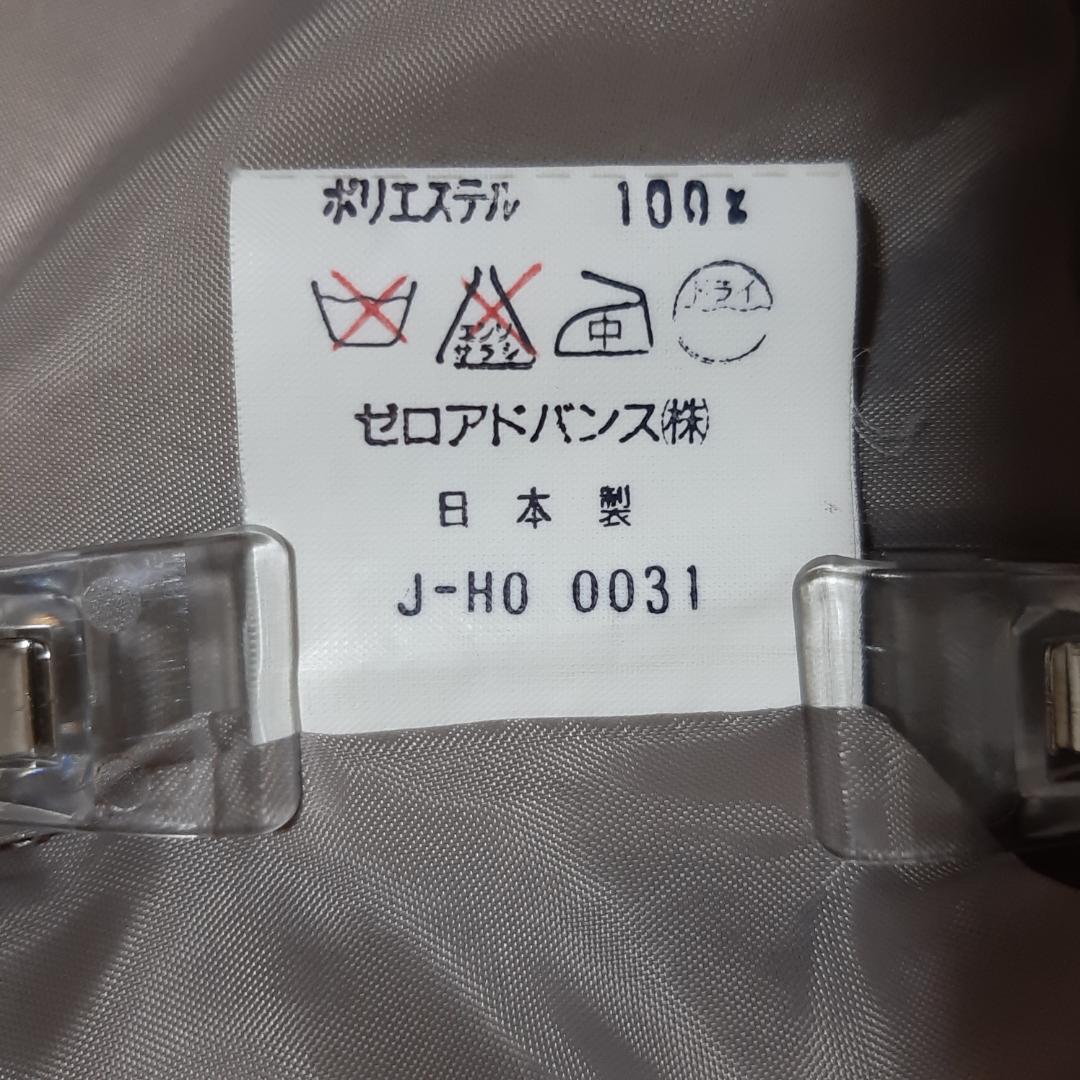 ポリエステル 100%
エンソ
サラシ 中 ドライ
ゼロアドバンス㈱
日本製
J-H0 0031